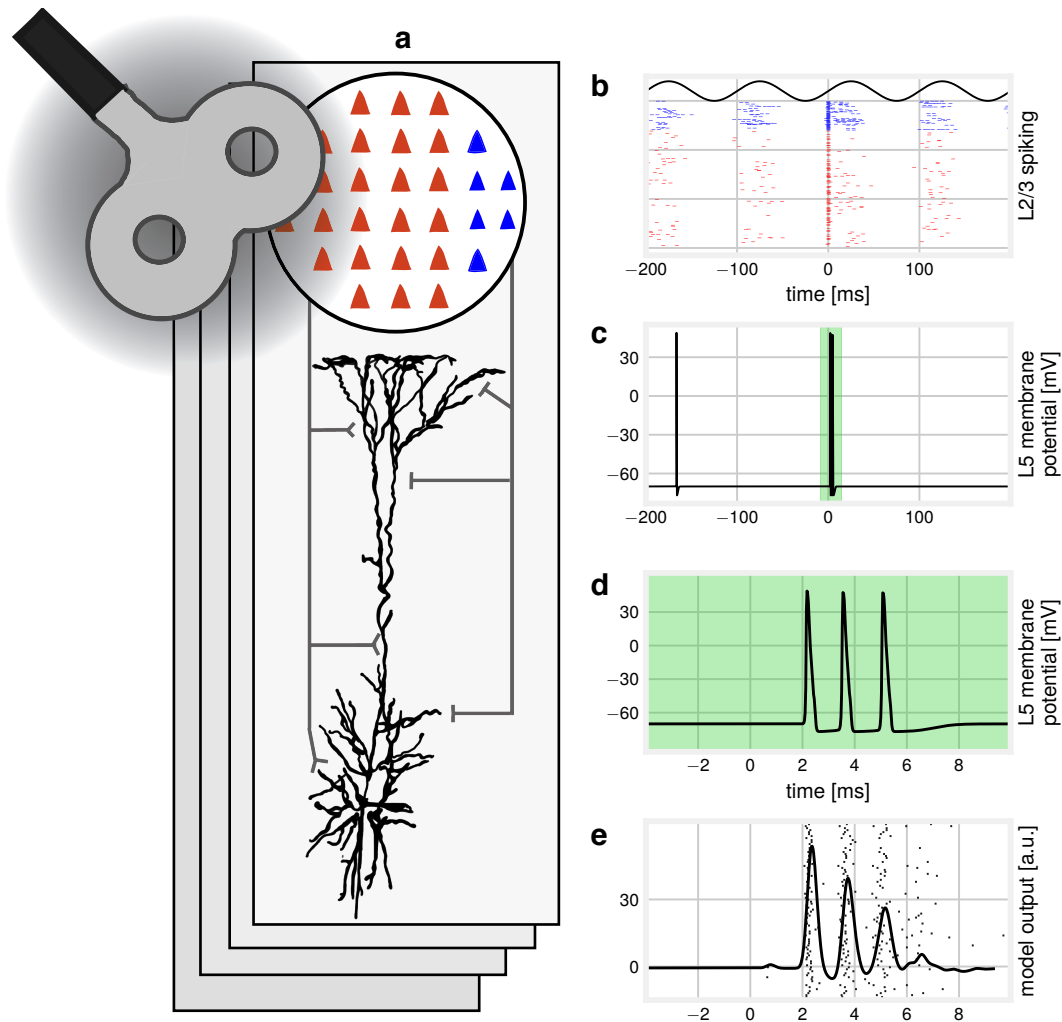 a
b
L2/3 spiking
−200 −100 0 100
time [ms]
c
30
0
−30
−60
L5 membrane
potential [mV]
−200 −100 0 100
d
30
0
−30
−60
L5 membrane
potential [mV]
−2 0 2 4 6 8
time [ms]
e
30
0
model output [a.u.]
−2 0 2 4 6 8